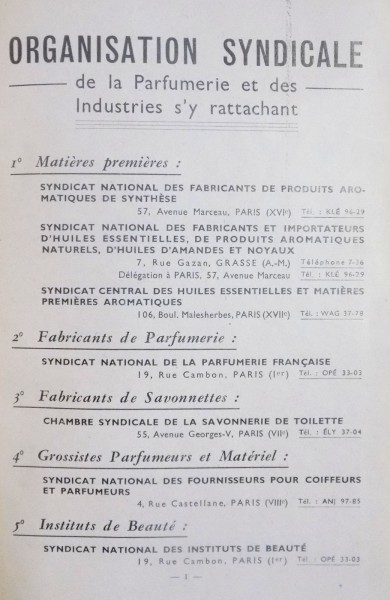 ORGANISATION SYNDICALE
de la Parfumerie et des
Industries s'y rattachant
1° Matières premières :
SYNDICAT NATIONAL DES FABRICANTS DE PRODUITS ARO-
MATIQUES DE SYNTHÈSE
57, Avenue Marceau, PARIS (XVIe) Tél. : KLÉ 96-29
SYNDICAT NATIONAL DES FABRICANTS ET IMPORTATEURS
D'HUILES ESSENTIELLES, DE PRODUITS AROMATIQUES
NATURELS, D'HUILES D'AMANDES ET NOYAUX
7, Rue Gazan, GRASSE (A.-M.) Téléphone 7-36
Délégation à PARIS, 57, Avenue Marceau Tél. : KLÉ 96-29
SYNDICAT CENTRAL DES HUILES ESSENTIELLES ET MATIÈRES
PREMIÈRES AROMATIQUES
106, Boul. Malesherbes, PARIS (XVIIe) Tél. : WAG 37-78
2° Fabricants de Parfumerie :
SYNDICAT NATIONAL DE LA PARFUMERIE FRANÇAISE
19, Rue Cambon, PARIS (Ier) Tél. : OPÉ 33-03
3° Fabricants de Savonnettes :
CHAMBRE SYNDICALE DE LA SAVONNERIE DE TOILETTE
55, Avenue Georges-V, PARIS (VIIe) Tél. : ÉLY 37-04
4° Grossistes Parfumeurs et Matériel :
SYNDICAT NATIONAL DES FOURNISSEURS POUR COIFFEURS
ET PARFUMEURS
4, Rue Castellane, PARIS (VIIIe) Tél. : ANJ 97-85
5° Instituts de Beauté :
SYNDICAT NATIONAL DES INSTITUTS DE BEAUTÉ
19, Rue Cambon, PARIS (Ier) Tél. : OPÉ 33-03
— 1 —